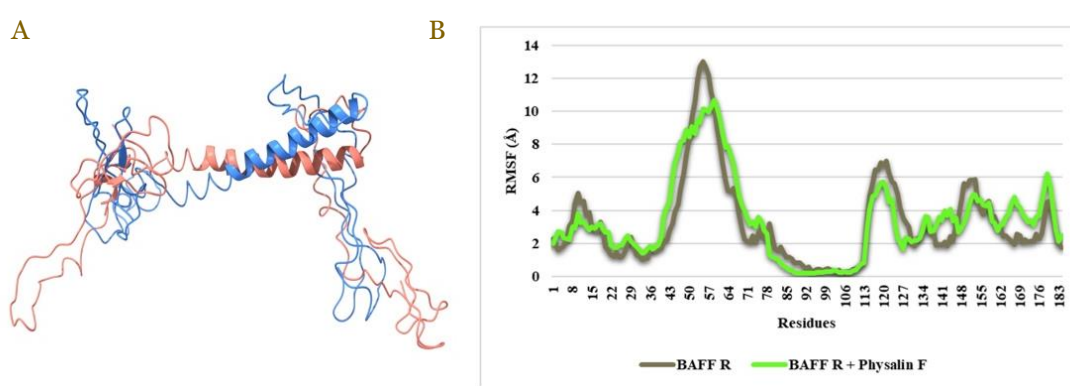 A
B
RMSF (Å)
14
12
10
8
6
4
2
0
1 8 15 22 29 36 43 50 57 64 71 78 85 92 99 106 113 120 127 134 141 148 155 162 169 176 183
Residues
BAFF R BAFF R + Physalin F